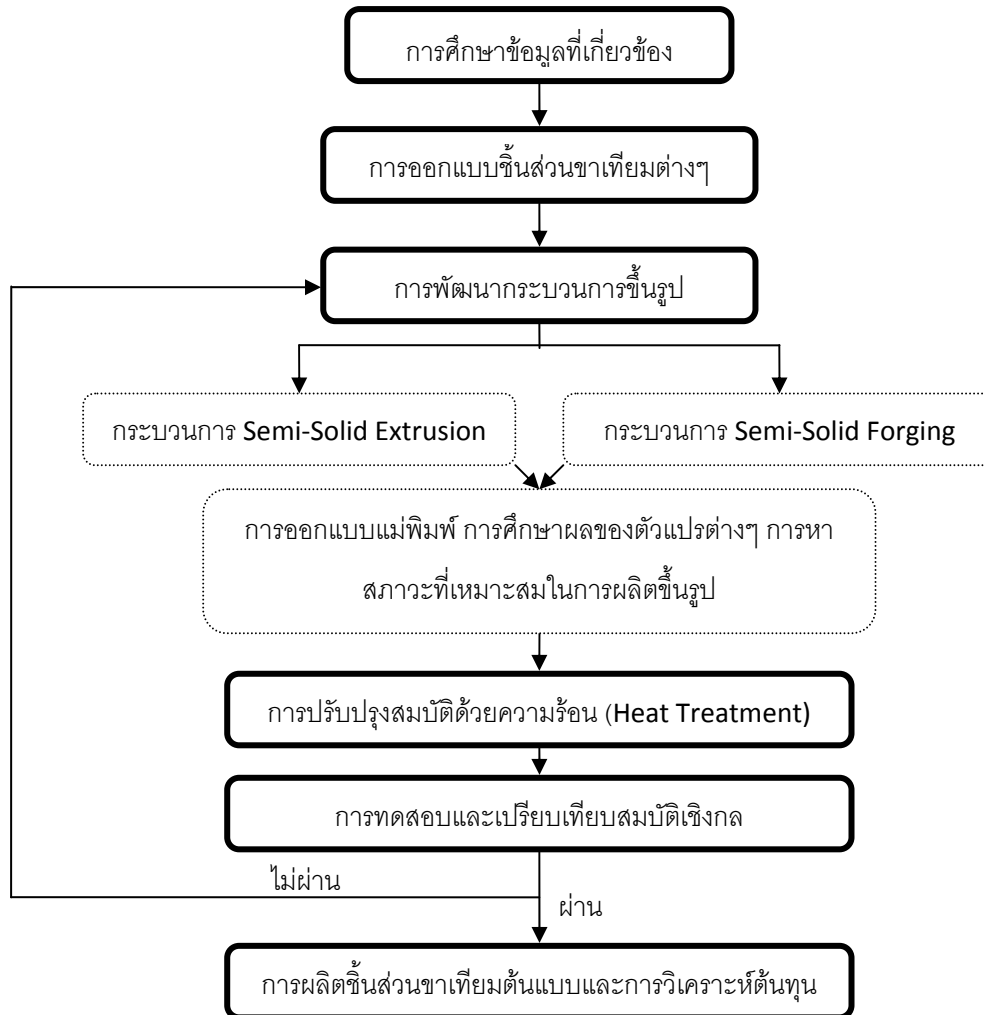 การศึกษาข้อมูลที่เกี่ยวข้อง
การออกแบบชิ้นส่วนขาเทียมต่างๆ
การพัฒนากระบวนการขึ้นรูป
กระบวนการ Semi-Solid Extrusion
กระบวนการ Semi-Solid Forging
การออกแบบแม่พิมพ์ การศึกษาผลของตัวแปรต่างๆ การหา
สภาวะที่เหมาะสมในการผลิตขึ้นรูป
การปรับปรุงสมบัติด้วยความร้อน (Heat Treatment)
การทดสอบและเปรียบเทียบสมบัติเชิงกล
ไม่ผ่าน
ผ่าน
การผลิตชิ้นส่วนขาเทียมต้นแบบและการวิเคราะห์ต้นทุน